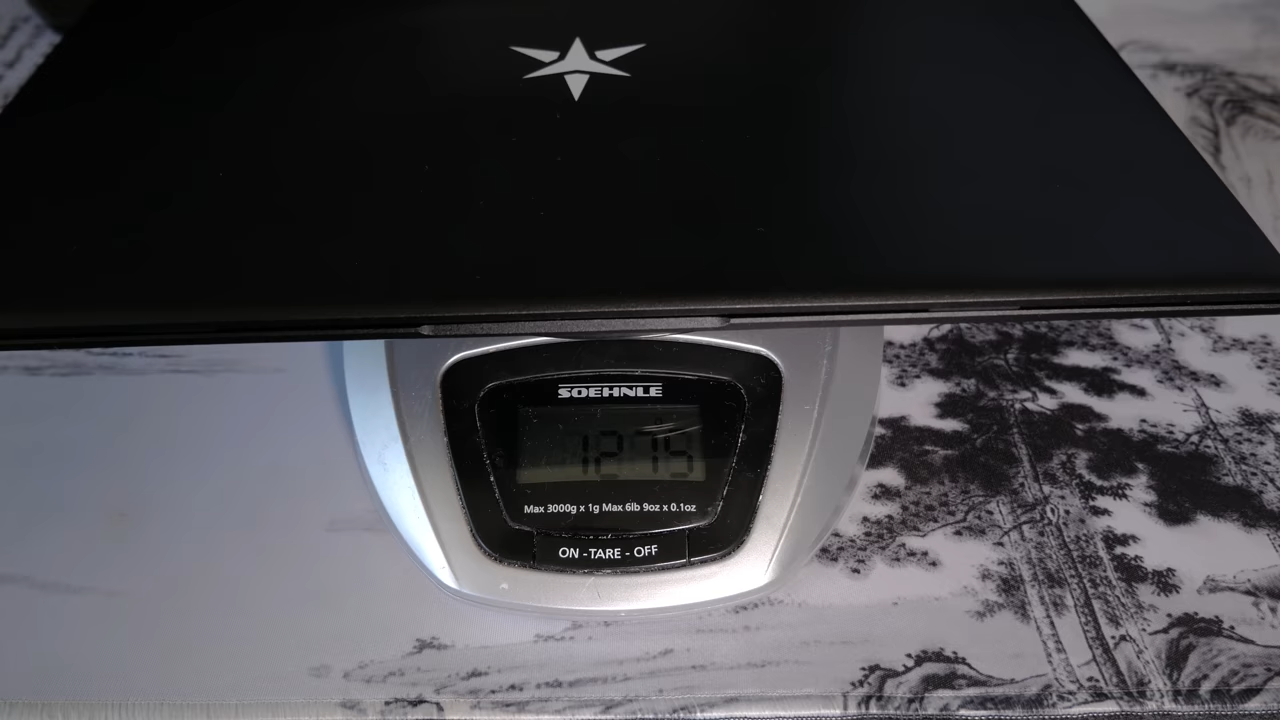 SOEHNLE
1275
Max 3000g x 1g Max 6lb 9oz x 0.1oz
ON - TARE - OFF